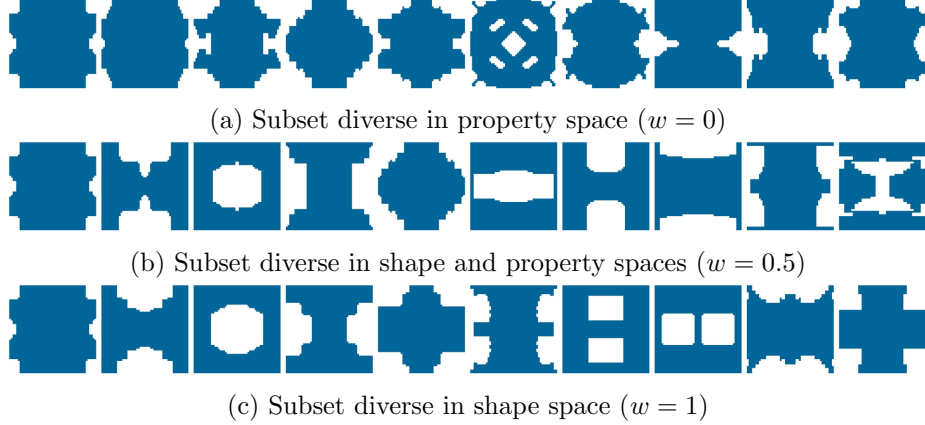 (a) Subset diverse in property space (w = 0)
(b) Subset diverse in shape and property spaces (w = 0.5)
(c) Subset diverse in shape space (w = 1)